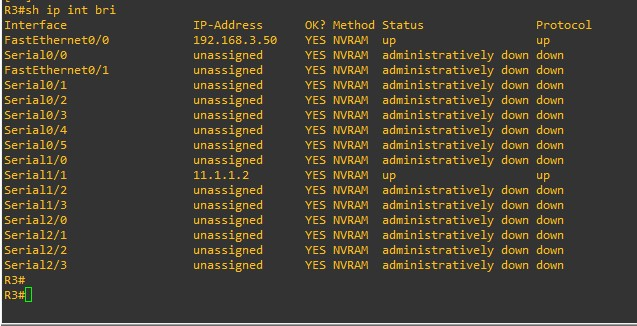 R3#sh ip int bri
Interface IP-Address OK? Method Status Protocol
FastEthernet0/0 192.168.3.50 YES NVRAM up up
Serial0/0 unassigned YES NVRAM administratively down down
FastEthernet0/1 unassigned YES NVRAM administratively down down
Serial0/1 unassigned YES NVRAM administratively down down
Serial0/2 unassigned YES NVRAM administratively down down
Serial0/3 unassigned YES NVRAM administratively down down
Serial0/4 unassigned YES NVRAM administratively down down
Serial0/5 unassigned YES NVRAM administratively down down
Serial1/0 unassigned YES NVRAM administratively down down
Serial1/1 11.1.1.2 YES NVRAM up up
Serial1/2 unassigned YES NVRAM administratively down down
Serial1/3 unassigned YES NVRAM administratively down down
Serial2/0 unassigned YES NVRAM administratively down down
Serial2/1 unassigned YES NVRAM administratively down down
Serial2/2 unassigned YES NVRAM administratively down down
Serial2/3 unassigned YES NVRAM administratively down down
R3#
R3#